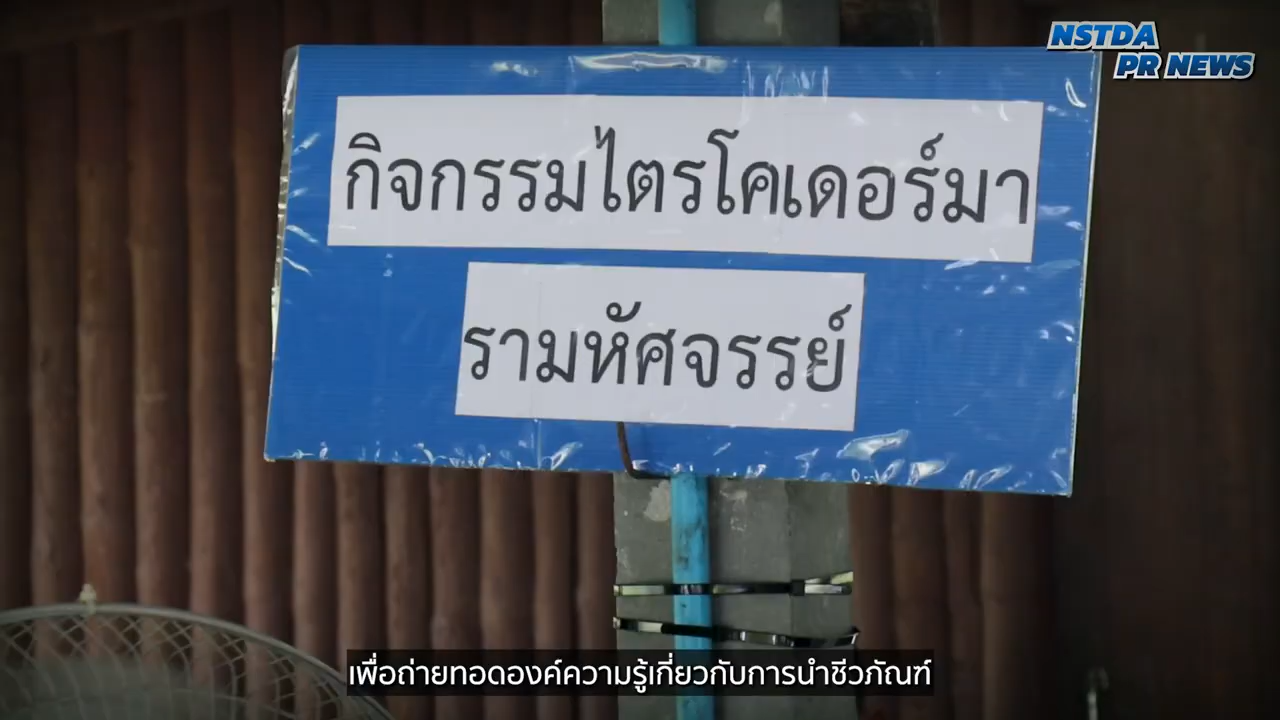 NSTDA
PR NEWS
กิจกรรมไตรโคเดอร์มา
รามหัศจรรย์
เพื่อถ่ายทอดองค์ความรู้เกี่ยวกับการนำชีวภัณฑ์